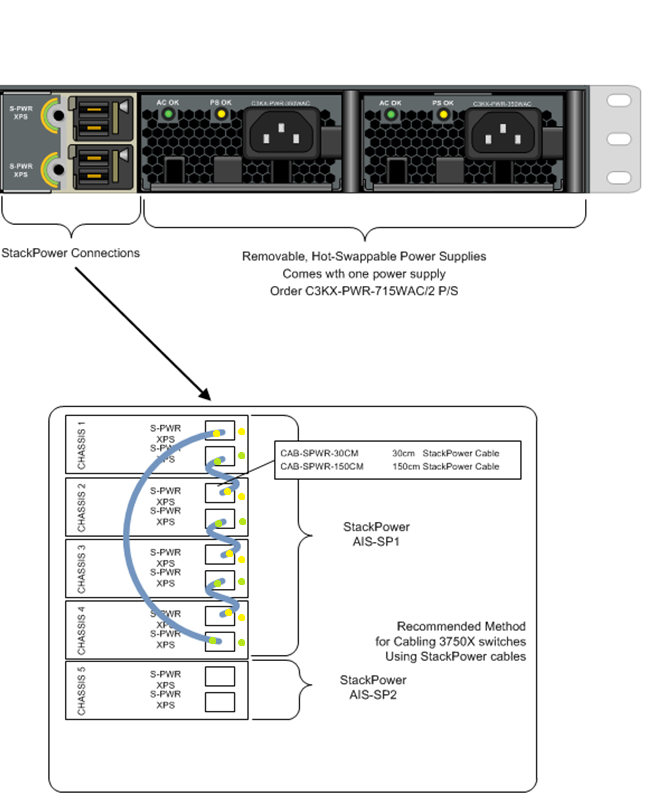 S-PWR
XPS
S-PWR
XPS
AC OK
PS OK
C3KX-PWR-350WAC
AC OK
PS OK
C3KX-PWR-350WAC
StackPower Connections
Removable, Hot-Swappable Power Supplies
Comes wth one power supply
Order C3KX-PWR-715WAC/2 P/S
CHASSIS 1
S-PWR
XPS
S-PWR
XPS
CAB-SPWR-30CM 30cm StackPower Cable
CAB-SPWR-150CM 150cm StackPower Cable
CHASSIS 2
S-PWR
XPS
S-PWR
XPS
StackPower
AIS-SP1
CHASSIS 3
S-PWR
XPS
S-PWR
XPS
CHASSIS 4
S-PWR
XPS
S-PWR
XPS
Recommended Method
for Cabling 3750X switches
Using StackPower cables
CHASSIS 5
S-PWR
XPS
S-PWR
XPS
StackPower
AIS-SP2